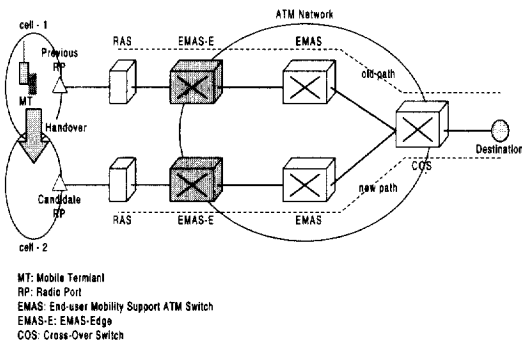 ATM Network
cell - 1
RAS
EMAS-E
EMAS
Previous
RP
old path
MT
Handover
Destination
COS
Candidate
RP
new path
RAS
EMAS-E
EMAS
cell - 2
MT: Mobile Termianl
RP: Radio Port
EMAS: End-user Mobility Support ATM Switch
EMAS-E: EMAS-Edge
COS: Cross-Over Switch